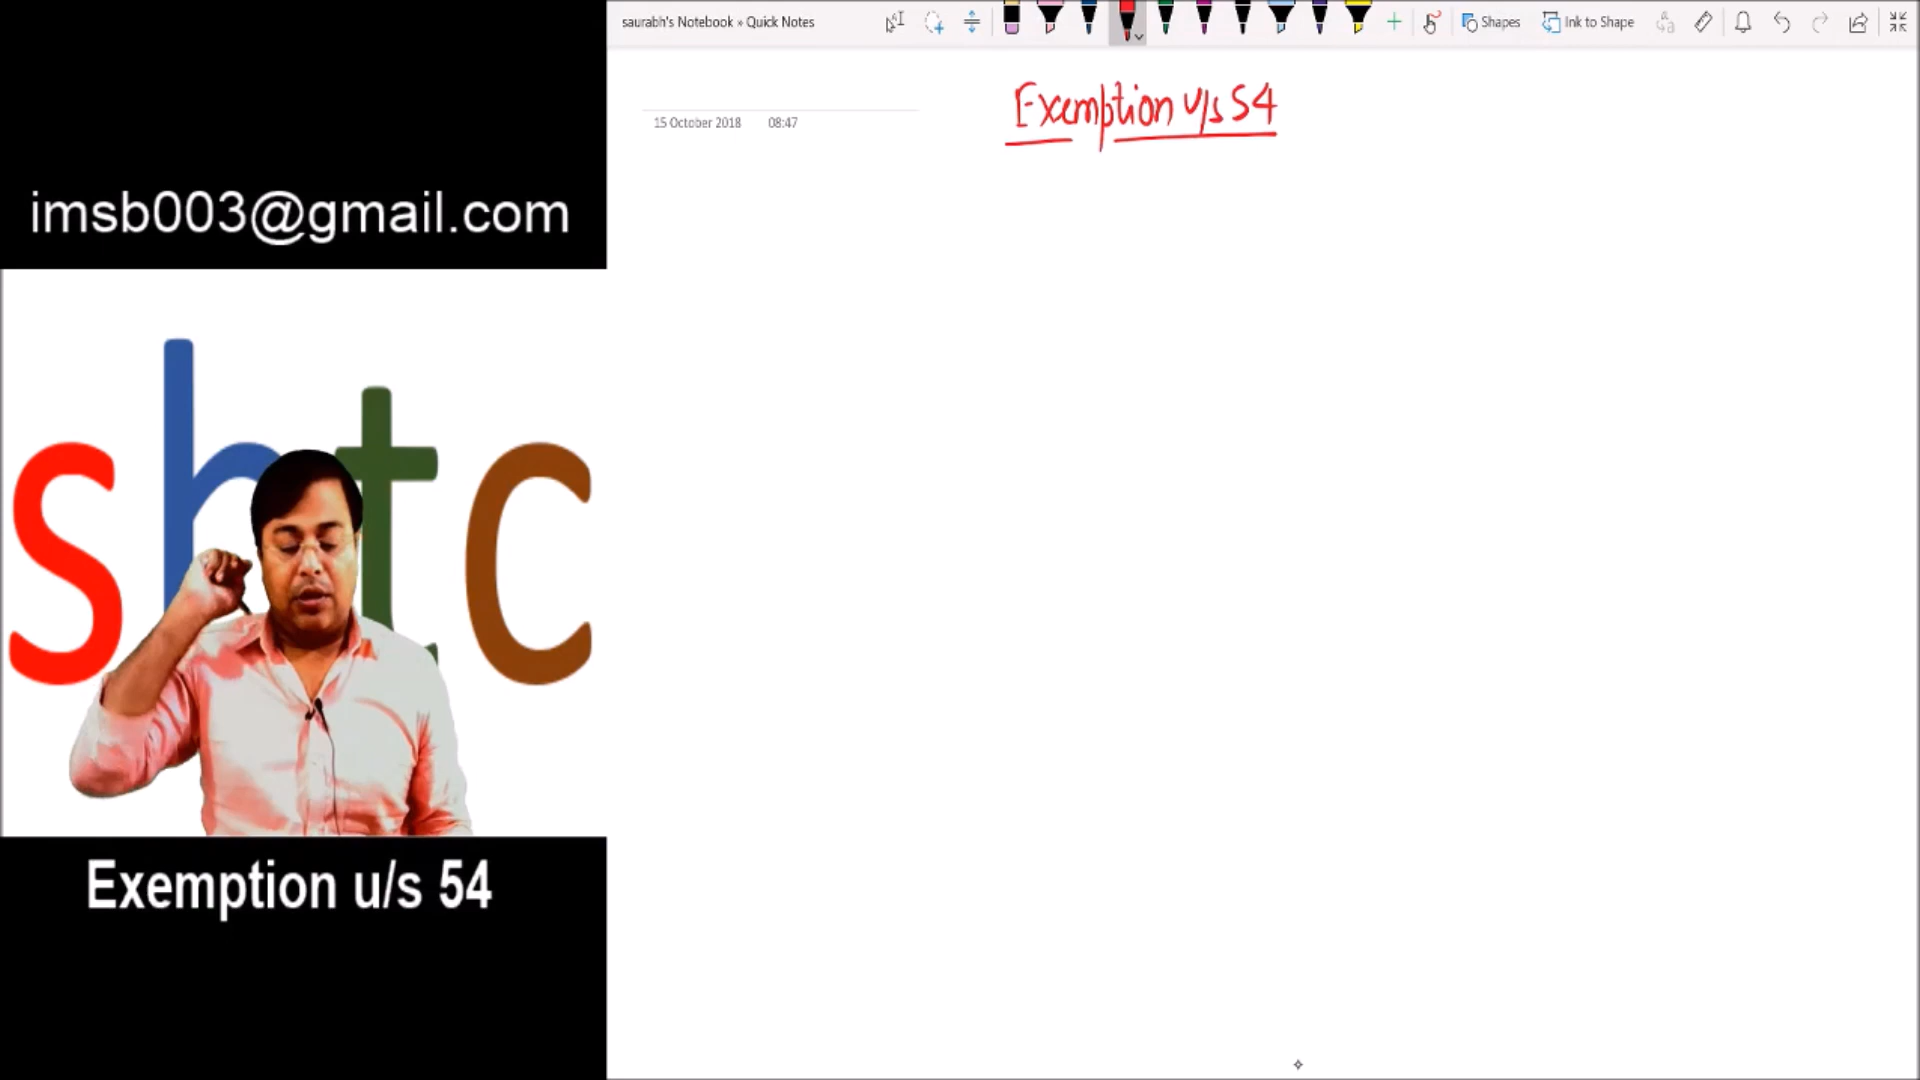 imsb003@gmail.com
shtc
Exemption u/s 54
saurabh's Notebook » Quick Notes
Shapes
Ink to Shape
Exemption u/s 54
15 October 2018 08:47